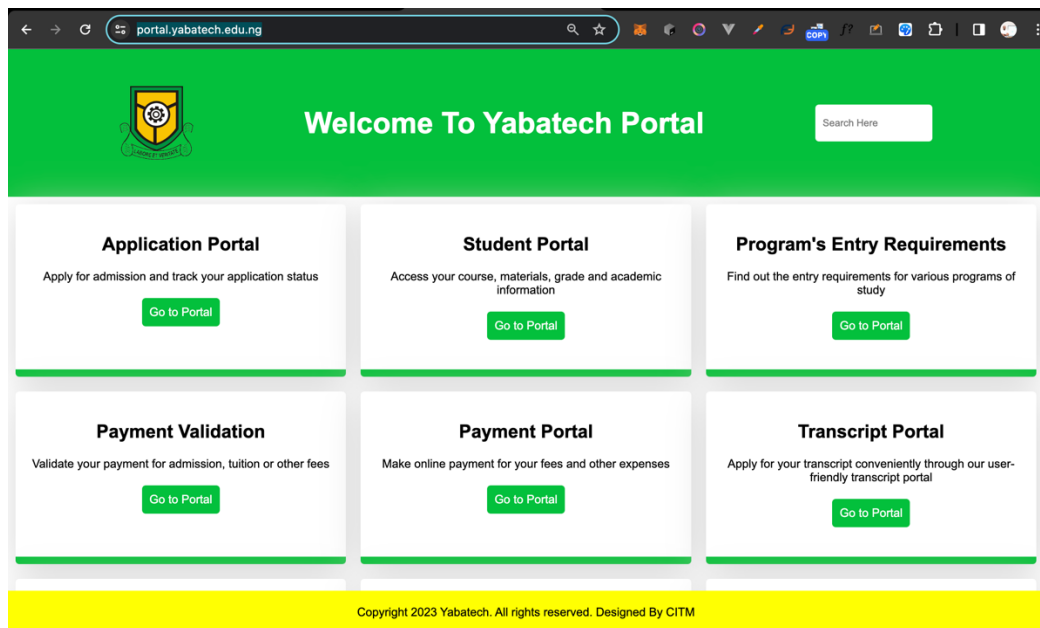 portal.yabatech.edu.ng
COPY
LABORE ET VERITATE
Welcome To Yabatech Portal
Search Here
Application Portal
Apply for admission and track your application status
Go to Portal
Student Portal
Access your course, materials, grade and academic
information
Go to Portal
Program's Entry Requirements
Find out the entry requirements for various programs of
study
Go to Portal
Payment Validation
Validate your payment for admission, tuition or other fees
Go to Portal
Payment Portal
Make online payment for your fees and other expenses
Go to Portal
Transcript Portal
Apply for your transcript conveniently through our user-
friendly transcript portal
Go to Portal
Copyright 2023 Yabatech. All rights reserved. Designed By CITM